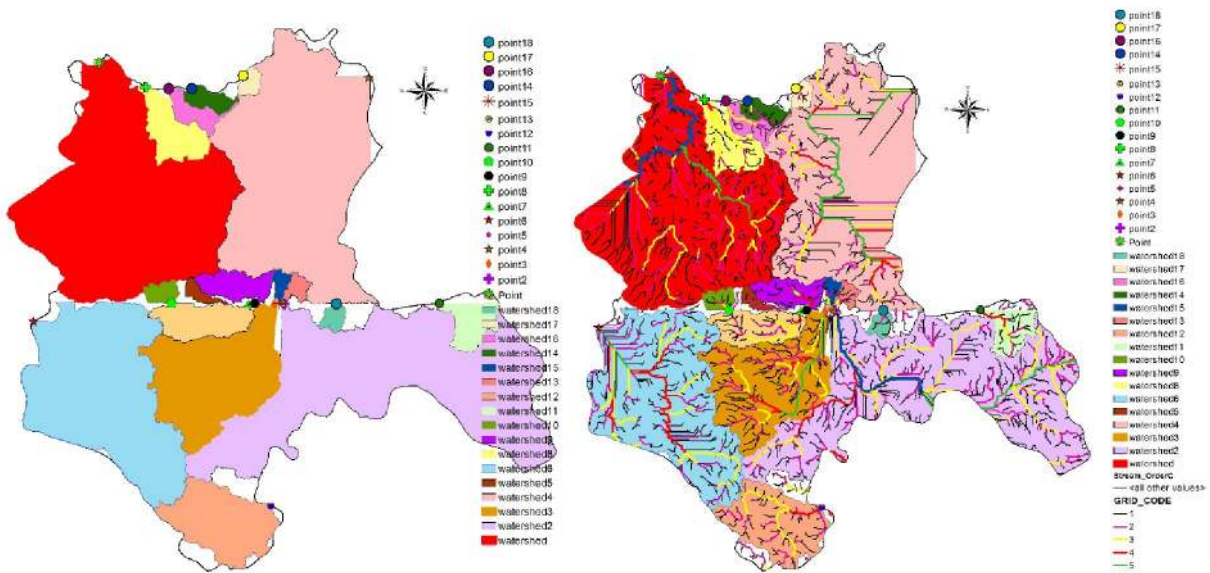 point18
point17
point16
point14
point15
point13
point12
point11
point10
point9
point8
point7
point6
point5
point4
point3
point2
Point
watershed18
watershed17
watershed16
watershed14
watershed15
watershed13
watershed12
watershed11
watershed10
watershed9
watershed8
watershed6
watershed5
watershed4
watershed3
watershed2
watershed
point18
point17
point16
point14
point15
point13
point12
point11
point10
point9
point8
point7
point6
point5
point4
point3
point2
Point
watershed18
watershed17
watershed16
watershed14
watershed15
watershed13
watershed12
watershed11
watershed10
watershed9
watershed8
watershed6
watershed5
watershed4
watershed3
watershed2
watershed
Stream_OrderC
<all other values>
GRID_CODE
1
2
3
4
5